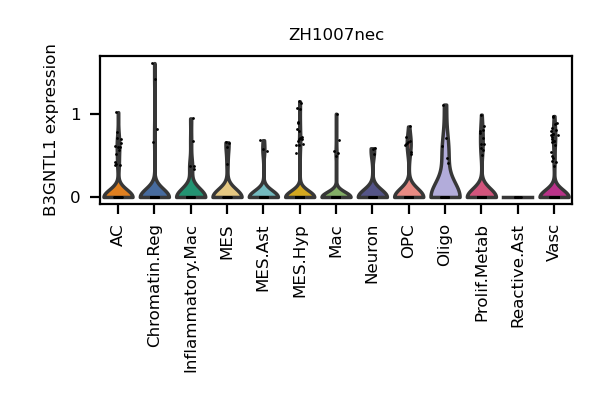 ZH1007nec
B3GNTL1 expression
1
0
AC
Chromatin.Reg
Inflammatory.Mac
MES
MES.Ast
MES.Hyp
Mac
Neuron
OPC
Oligo
Prolif.Metab
Reactive.Ast
Vasc